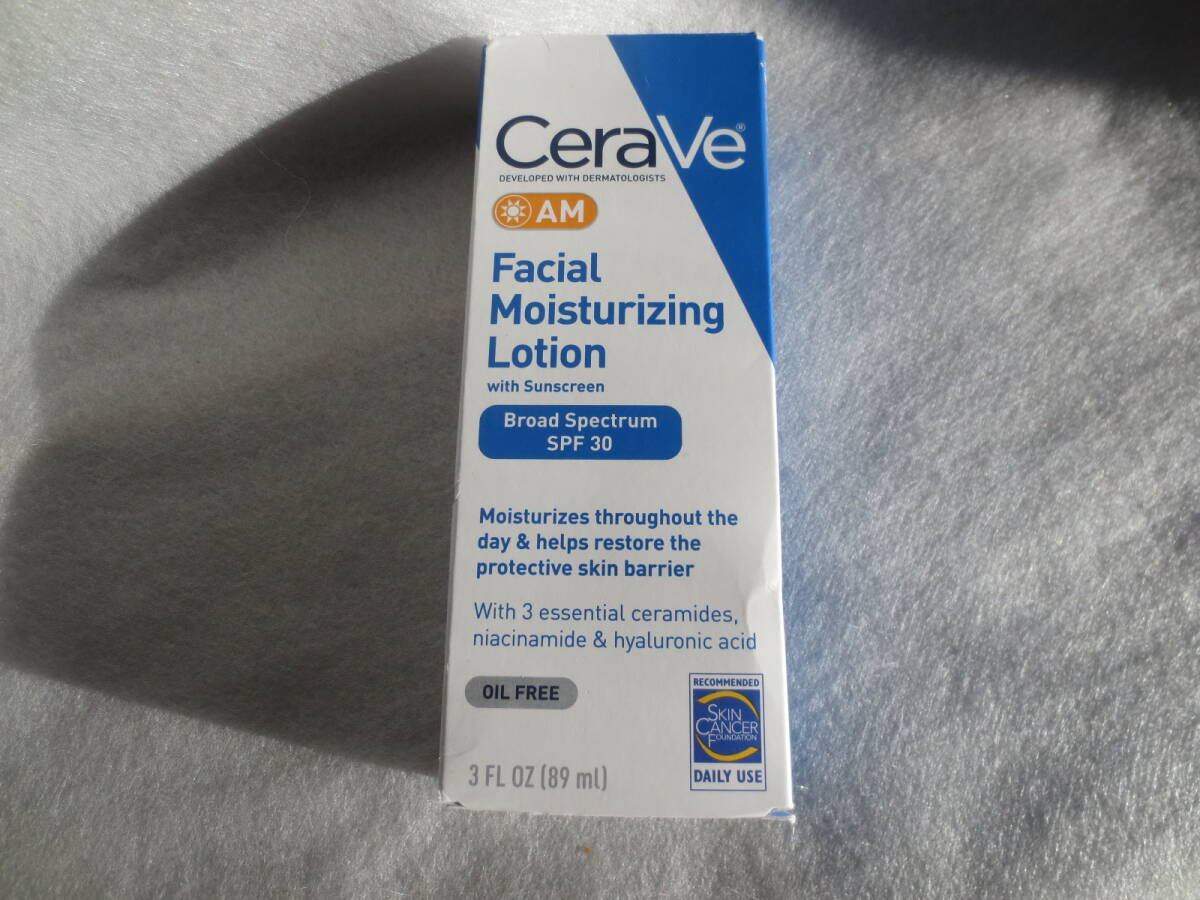 CeraVe®
DEVELOPED WITH DERMATOLOGISTS
AM
Facial
Moisturizing
Lotion
with Sunscreen
Broad Spectrum
SPF 30
Moisturizes throughout the
day & helps restore the
protective skin barrier
With 3 essential ceramides,
niacinamide & hyaluronic acid
OIL FREE
3 FL OZ (89 ml)
RECOMMENDED
SKIN
CANCER
FOUNDATION
DAILY USE